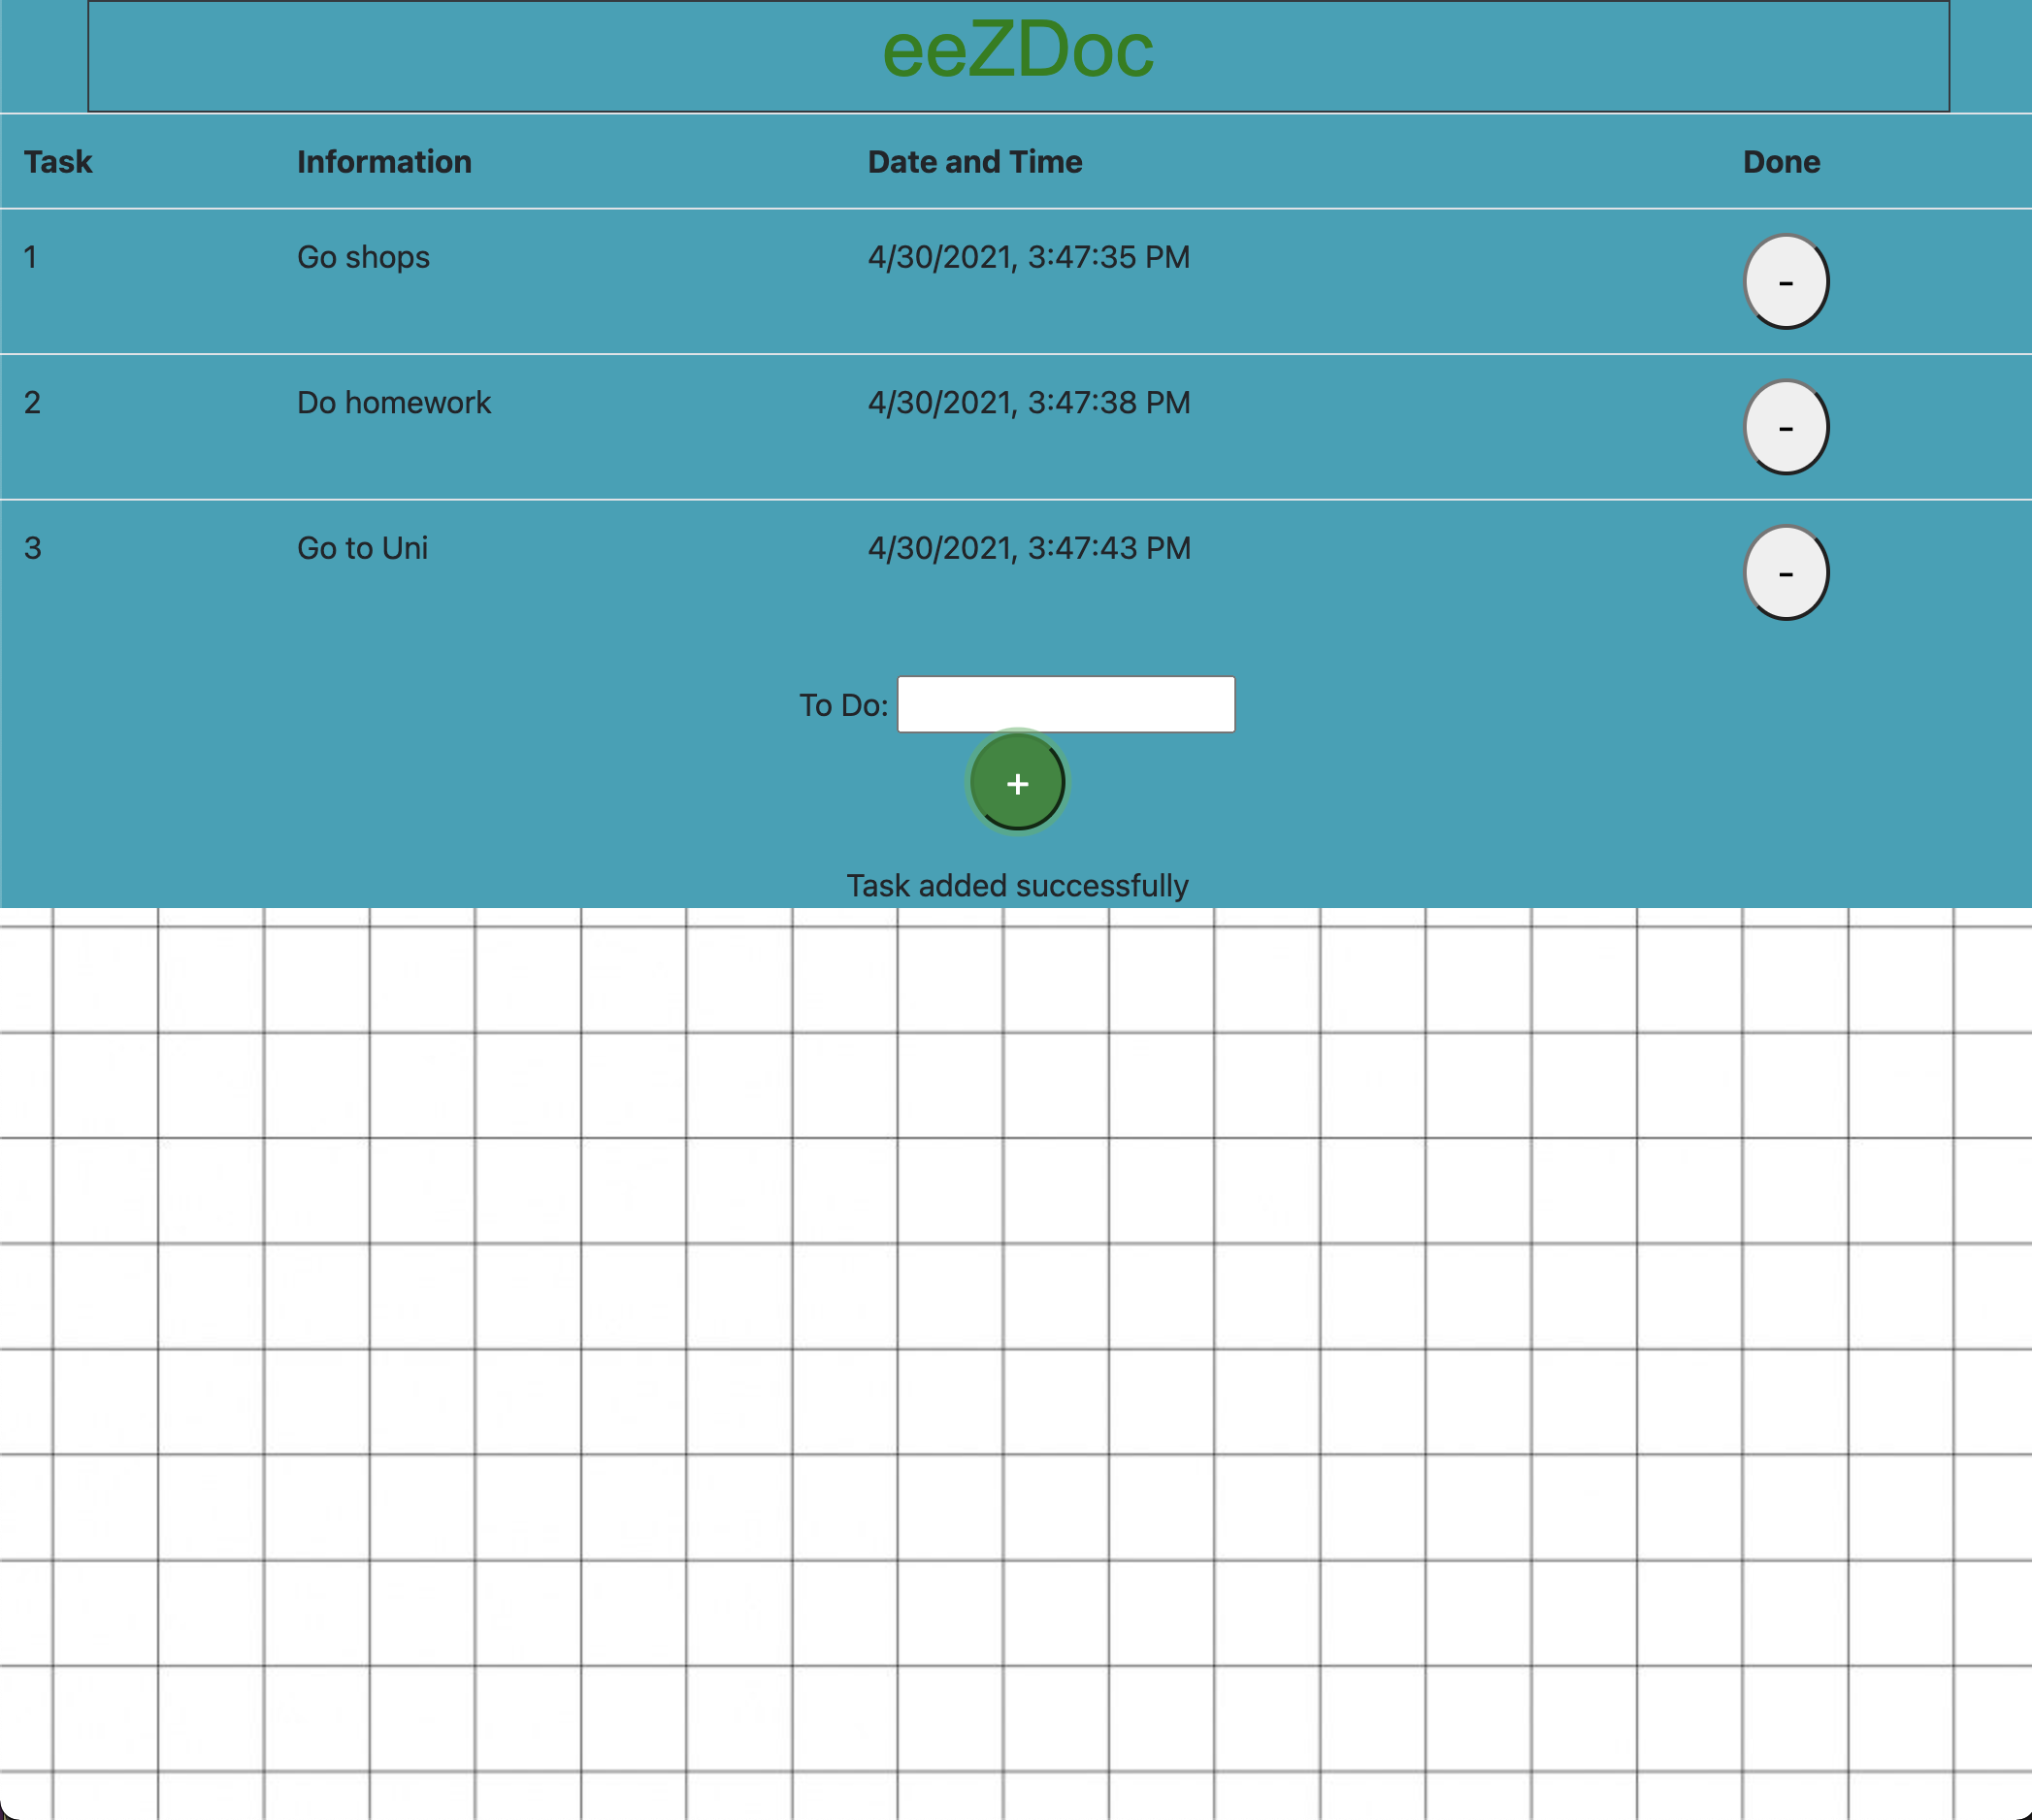 eeZDoc
Task Information Date and Time Done
1 Go shops 4/30/2021, 3:47:35 PM -
2 Do homework 4/30/2021, 3:47:38 PM -
3 Go to Uni 4/30/2021, 3:47:43 PM -
To Do:
+
Task added successfully